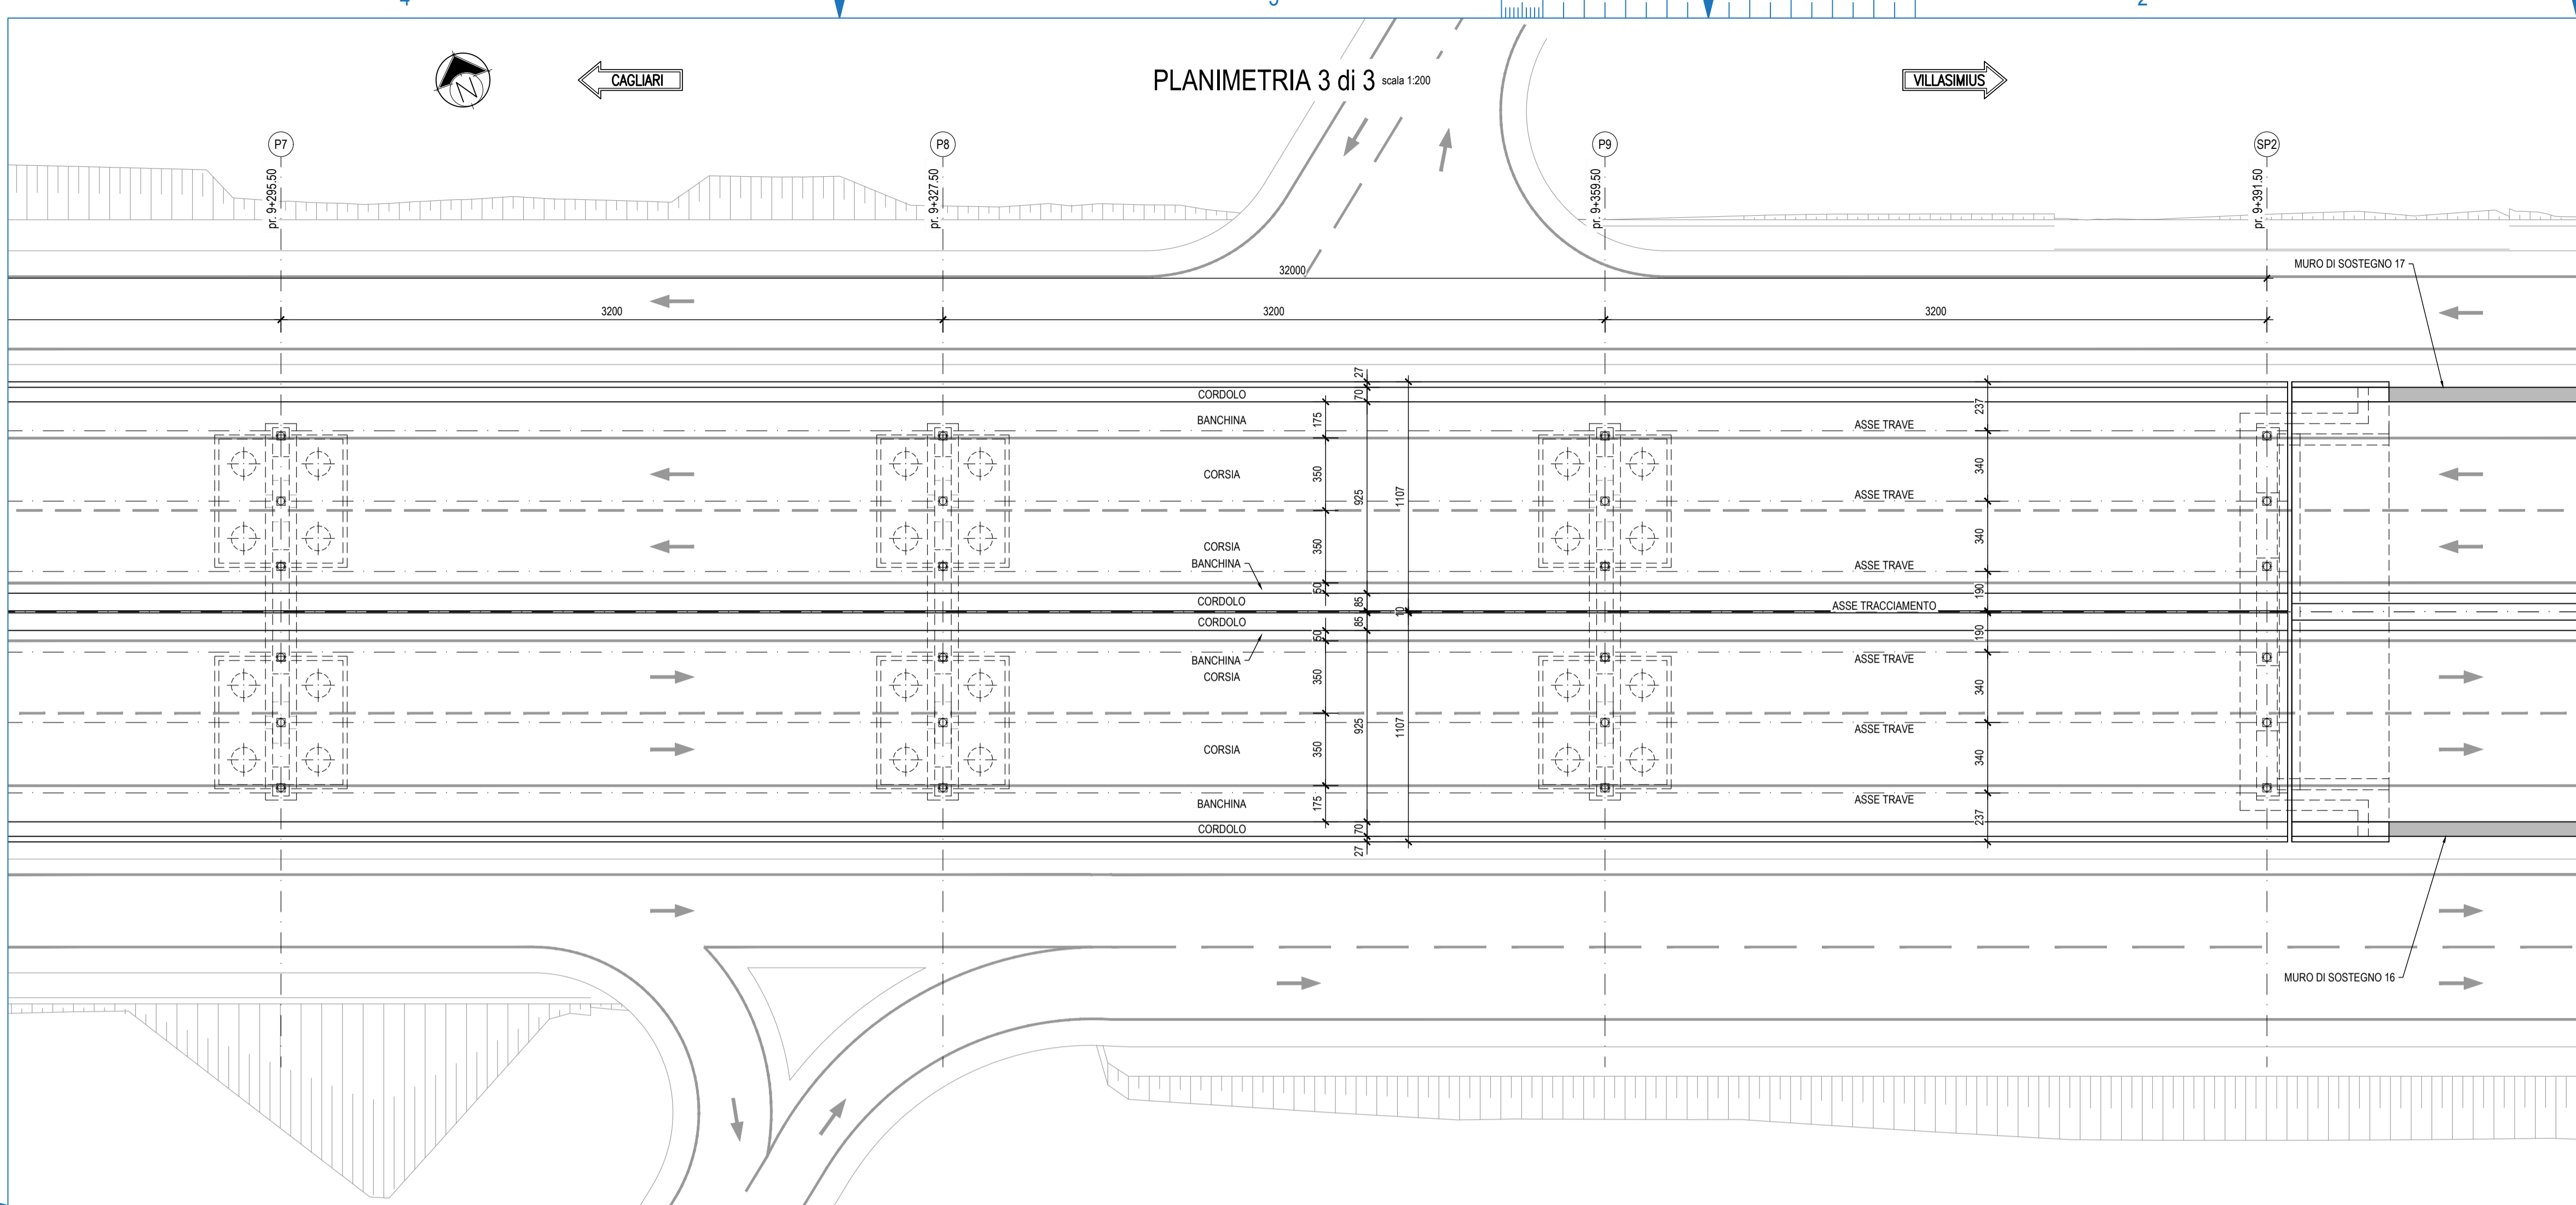 4
3
2
CAGLIARI
PLANIMETRIA 3 di 3 scala 1:200
VILLASIMIUS
N
P7
P8
P9
SP2
pr. 9+295.50
pr. 9+327.50
pr. 9+359.50
pr. 9+391.50
32000
MURO DI SOSTEGNO 17
3200
3200
3200
27
70
CORDOLO
175
237
BANCHINA
ASSE TRAVE
CORSIA
350
340
925
1107
ASSE TRAVE
CORSIA
350
340
BANCHINA
ASSE TRAVE
50
190
CORDOLO
85
10
ASSE TRACCIAMENTO
CORDOLO
85
50
190
BANCHINA
ASSE TRAVE
CORSIA
350
340
925
1107
ASSE TRAVE
CORSIA
350
340
BANCHINA
175
ASSE TRAVE
237
CORDOLO
70
27
MURO DI SOSTEGNO 16